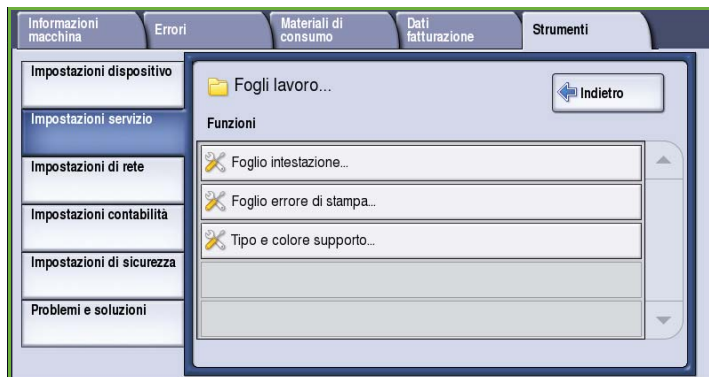 Informazioni macchina
Errori
Materiali di consumo
Dati fatturazione
Strumenti
Impostazioni dispositivo
Impostazioni servizio
Impostazioni di rete
Impostazioni contabilità
Impostazioni di sicurezza
Problemi e soluzioni
Fogli lavoro...
Indietro
Funzioni
Foglio intestazione...
Foglio errore di stampa...
Tipo e colore supporto...